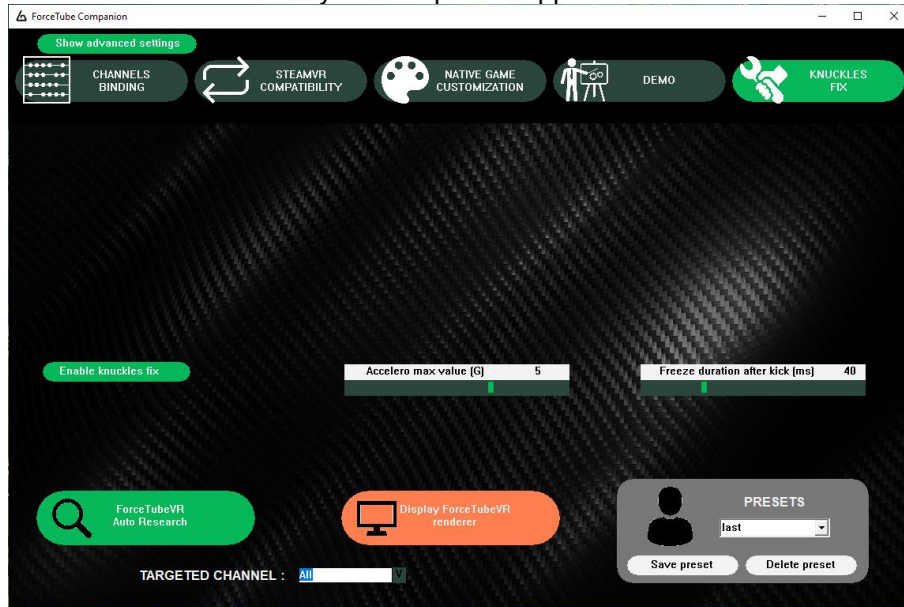 ForceTube Companion
Show advanced settings
CHANNELS
BINDING
STEAMVR
COMPATIBILITY
NATIVE GAME
CUSTOMIZATION
DEMO
KNUCKLES
FIX
Enable knuckles fix
Accelero max value (G) 5
Freeze duration after kick (ms) 40
ForceTubeVR
Auto Research
Display ForceTubeVR
renderer
PRESETS
last
Save preset
Delete preset
TARGETED CHANNEL : All V